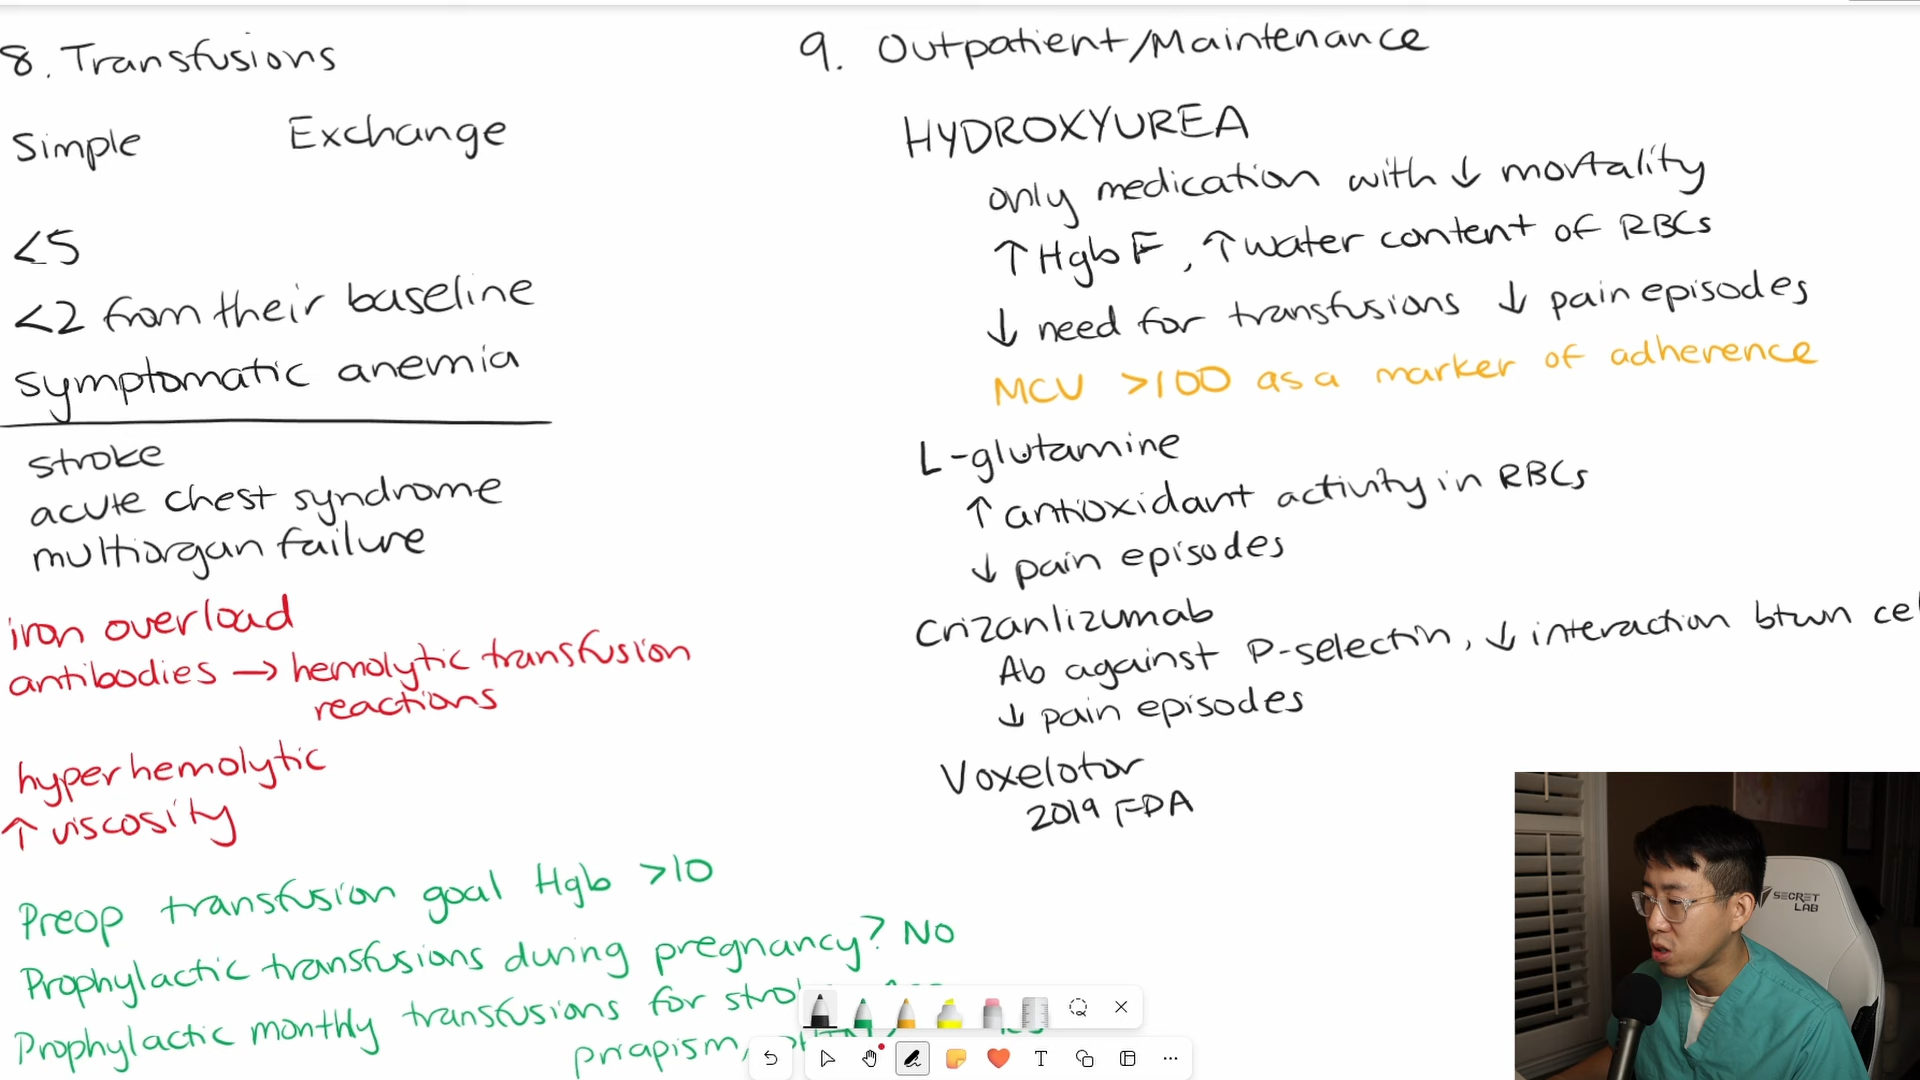 8. Transfusions
Simple Exchange
<5
<2 from their baseline
symptomatic anemia
stroke
acute chest syndrome
multiorgan failure
iron overload
antibodies → hemolytic transfusion
reactions
hyperhemolytic
↑ viscosity
Preop transfusion goal Hgb >10
Prophylactic transfusions during pregnancy? No
Prophylactic monthly transfusions for
priapism,
9. Outpatient/Maintenance
HYDROXYUREA
only medication with ↓ mortality
↑ Hgb F, ↑ water content of RBCs
↓ need for transfusions ↓ pain episodes
MCV >100 as a marker of adherence
L-glutamine
↑ antioxidant activity in RBCs
↓ pain episodes
Crizanlizumab
Ab against P-selectin, ↓ interaction btwn cel
↓ pain episodes
Voxelotor
2019 FDA
SECRET
LAB